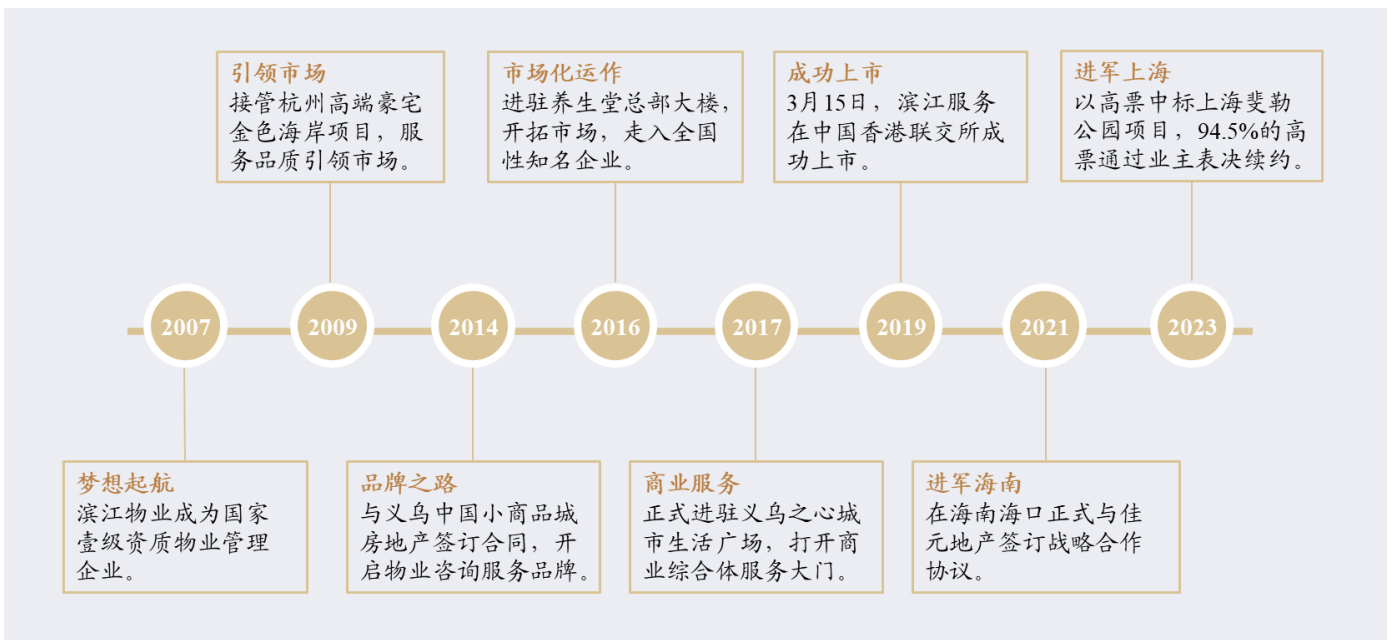 引领市场
接管杭州高端豪宅
金色海岸项目，服
务品质引领市场。
市场化运作
进驻养生堂总部大楼，
开拓市场，走入全国
性知名企业。
成功上市
3月15日，滨江服务
在中国香港联交所成
功上市。
进军上海
以高票中标上海斐勒
公园项目，94.5%的高
票通过业主表决续约。
2007
2009
2014
2016
2017
2019
2021
2023
梦想起航
滨江物业成为国家
壹级资质物业管理
企业。
品牌之路
与义乌中国小商品城
房地产签订合同，开
启物业咨询服务品牌。
商业服务
正式进驻义乌之心城
市生活广场，打开商
业综合体服务大门。
进军海南
在海南海口正式与佳
元地产签订战略合作
协议。